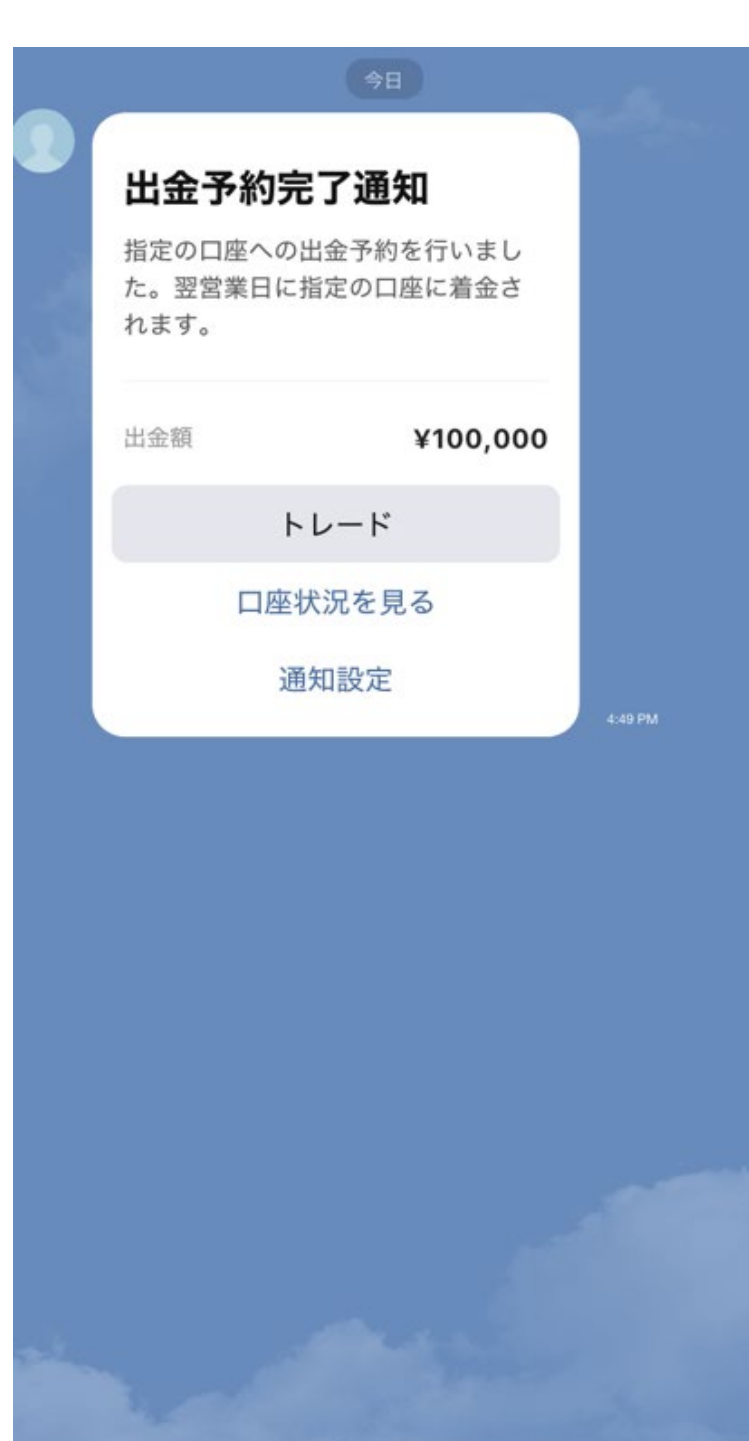 今日
出金予約完了通知
指定の口座への出金予約を行いまし
た。翌営業日に指定の口座に着金さ
れます。
出金額 ¥100,000
トレード
口座状況を見る
通知設定
4:49 PM